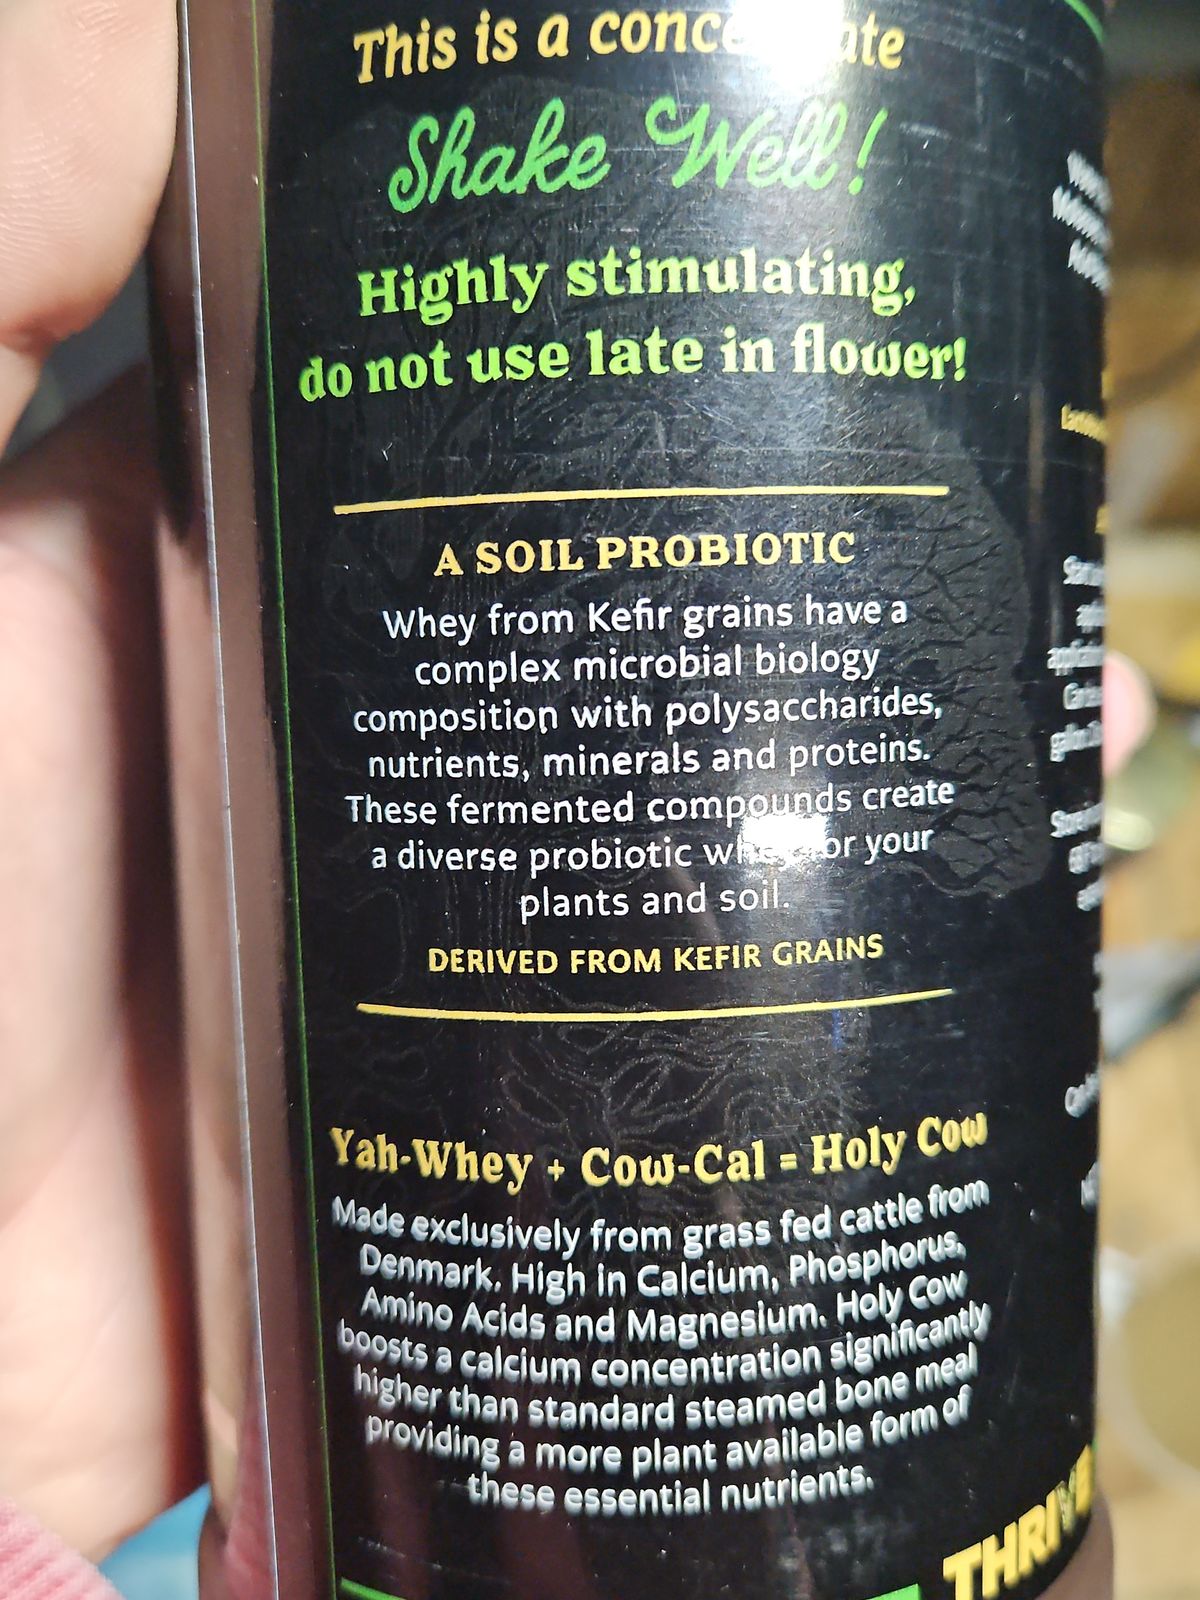 This is a concentrate
Shake Well!
Highly stimulating,
do not use late in flower!
A SOIL PROBIOTIC
Whey from Kefir grains have a
complex microbial biology
composition with polysaccharides,
nutrients, minerals and proteins.
These fermented compounds create
a diverse probiotic whey for your
plants and soil.
DERIVED FROM KEFIR GRAINS
Yah-Whey + Cow-Cal = Holy Cow
Made exclusively from grass fed cattle from
Denmark. High in Calcium, Phosphorus,
Amino Acids and Magnesium. Holy Cow
boosts a calcium concentration significantly
higher than standard steamed bone meal
providing a more plant available form of
these essential nutrients.